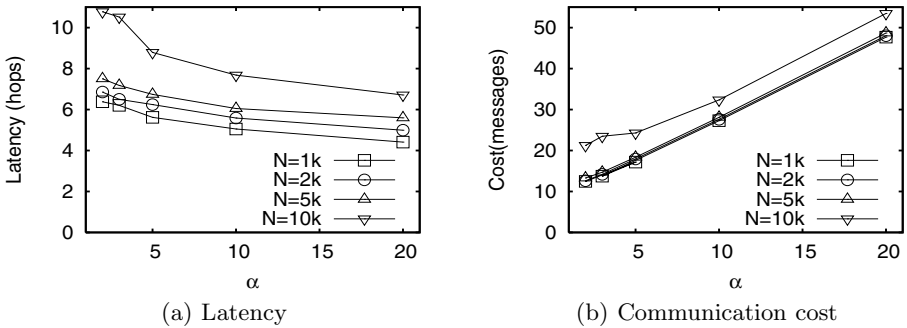 10
8
6
4
2
0
Latency (hops)
N=1k
N=2k
N=5k
N=10k
5 10 15 20
α
(a) Latency
50
40
30
20
10
0
Cost(messages)
N=1k
N=2k
N=5k
N=10k
5 10 15 20
α
(b) Communication cost